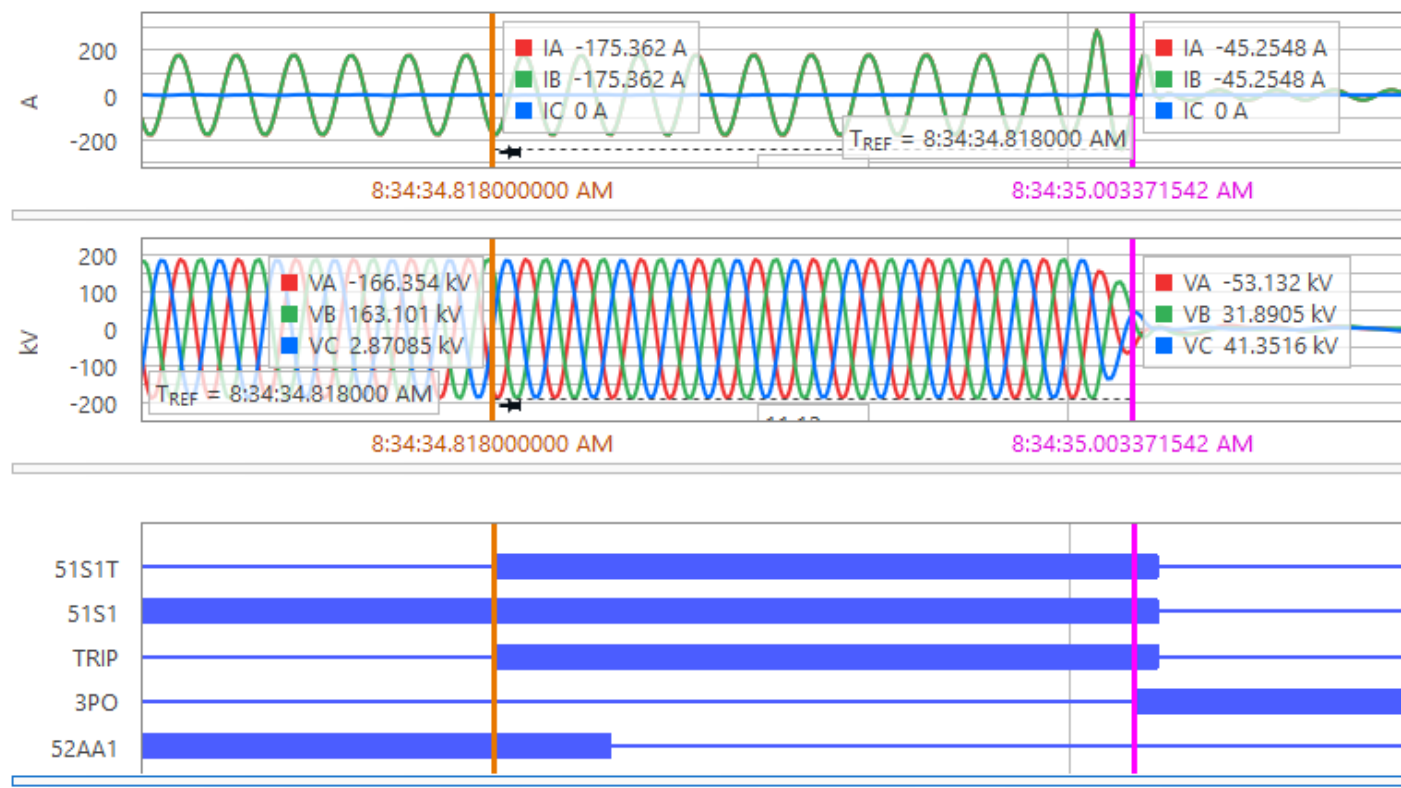 200
0
-200
A
IA -175.362 A
IB -175.362 A
IC 0 A
IA -45.2548 A
IB -45.2548 A
IC 0 A
TREF = 8:34:34.818000 AM
8:34:34.818000000 AM
8:34:35.003371542 AM
200
100
0
-100
-200
kV
VA -166.354 kV
VB 163.101 kV
VC 2.87085 kV
VA -53.132 kV
VB 31.8905 kV
VC 41.3516 kV
TREF = 8:34:34.818000 AM
8:34:34.818000000 AM
8:34:35.003371542 AM
51S1T
51S1
TRIP
3PO
52AA1